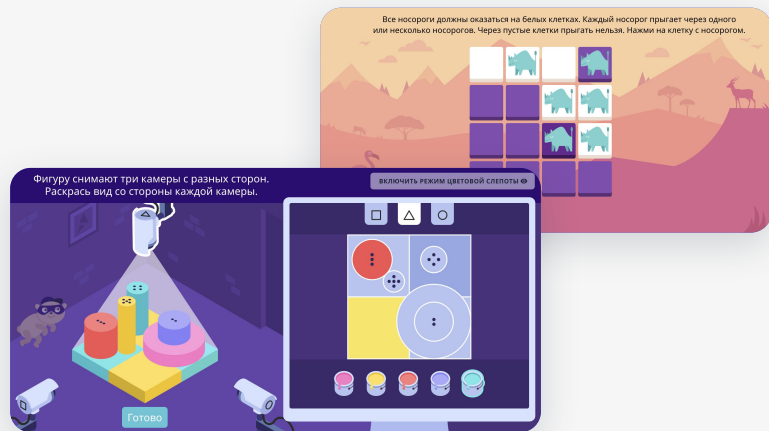 Все носороги должны оказаться на белых клетках. Каждый носорог прыгает через одного
или несколько носорогов. Через пустые клетки прыгать нельзя. Нажми на клетку с носорогом.
Фигуру снимают три камеры с разных сторон.
Раскрась вид со стороны каждой камеры.
ВКЛЮЧИТЬ РЕЖИМ ЦВЕТОВОЙ СЛЕПОТЫ
Готово